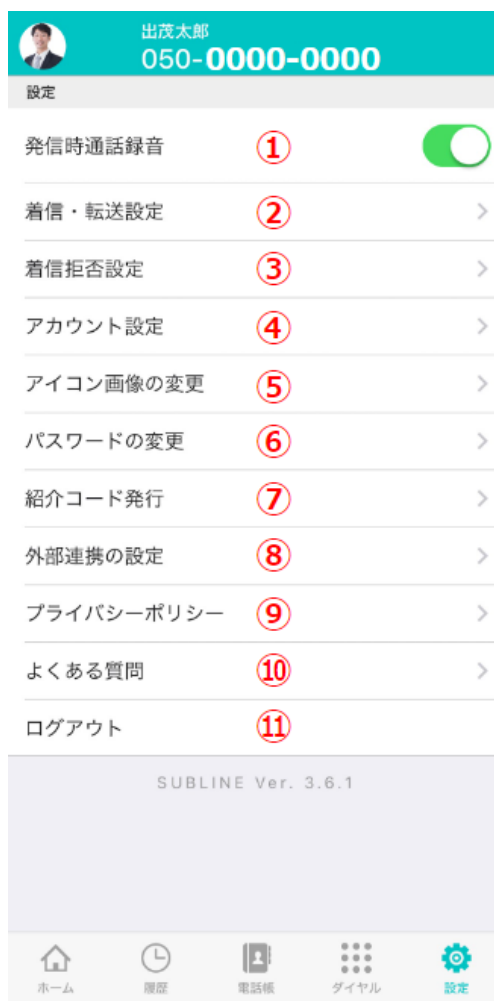 出茂太郎
050-0000-0000
設定
発信時通話録音 ①
着信・転送設定 ②
着信拒否設定 ③
アカウント設定 ④
アイコン画像の変更 ⑤
パスワードの変更 ⑥
紹介コード発行 ⑦
外部連携の設定 ⑧
プライバシーポリシー ⑨
よくある質問 ⑩
ログアウト ⑪
SUBLINE Ver. 3.6.1
ホーム 履歴 電話帳 ダイヤル 設定